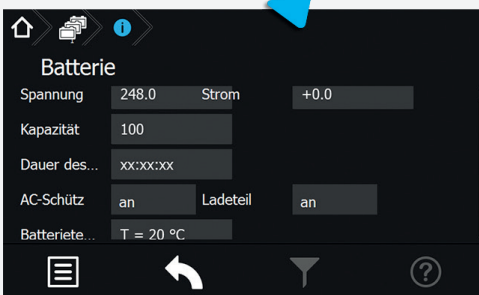 Batterie
Spannung 248.0 Strom +0.0
Kapazität 100
Dauer des... xx:xx:xx
AC-Schütz an Ladeteil an
Batteriete... T = 20 °C